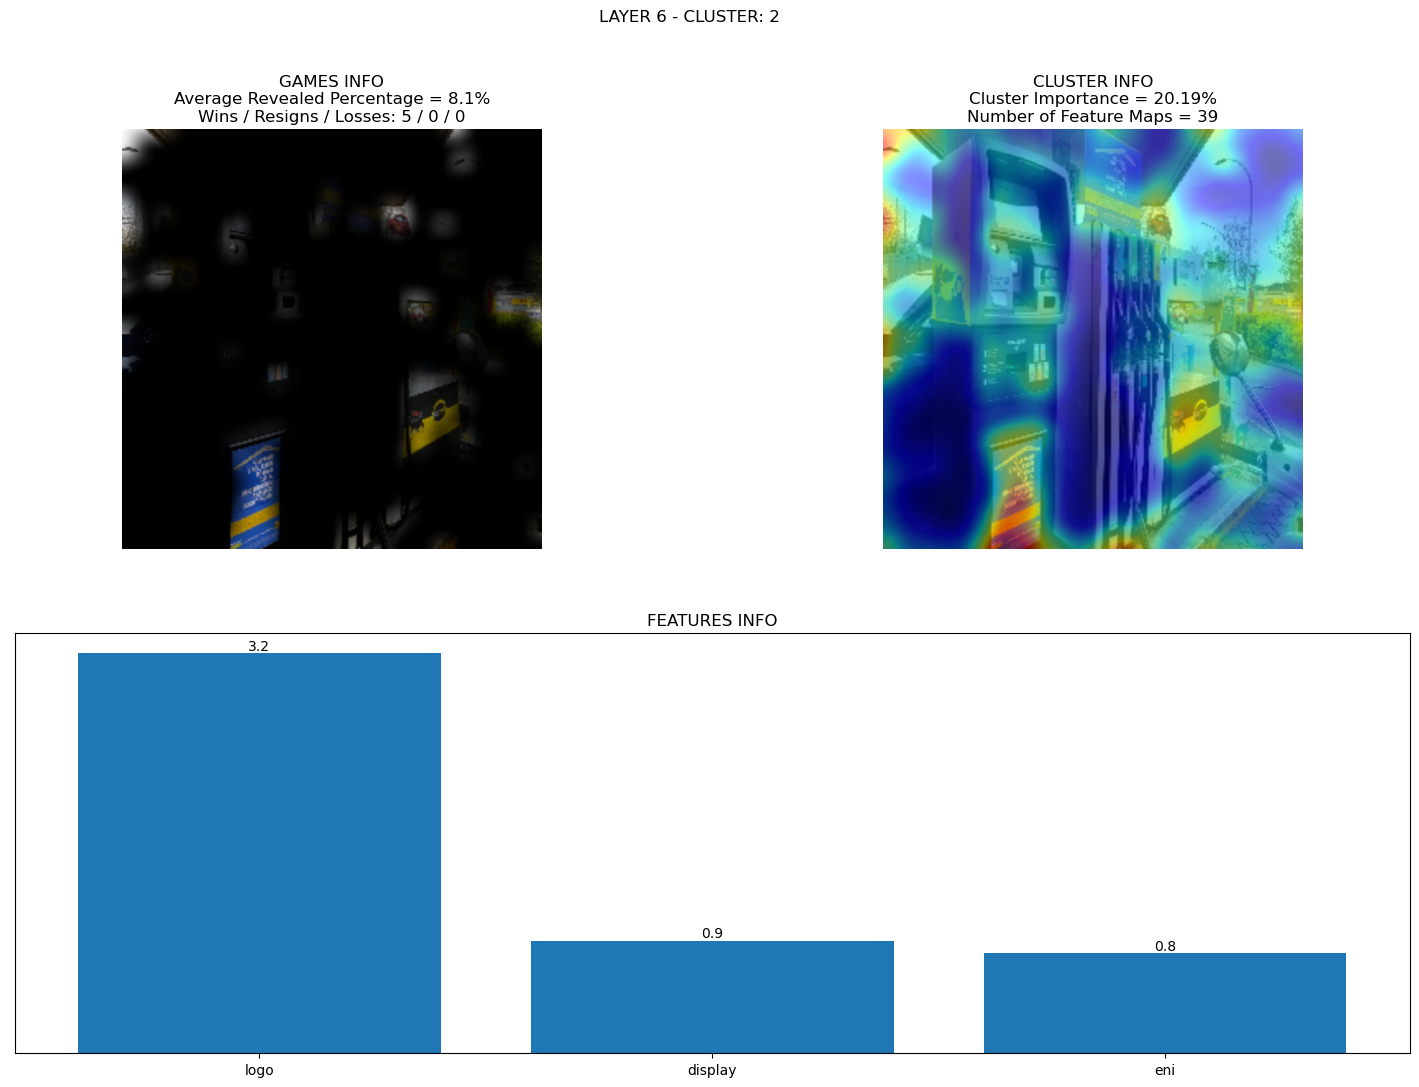 LAYER 6 - CLUSTER: 2
GAMES INFO
Average Revealed Percentage = 8.1%
Wins / Resigns / Losses: 5 / 0 / 0
CLUSTER INFO
Cluster Importance = 20.19%
Number of Feature Maps = 39
FEATURES INFO
3.2
0.9
0.8
logo
display
eni